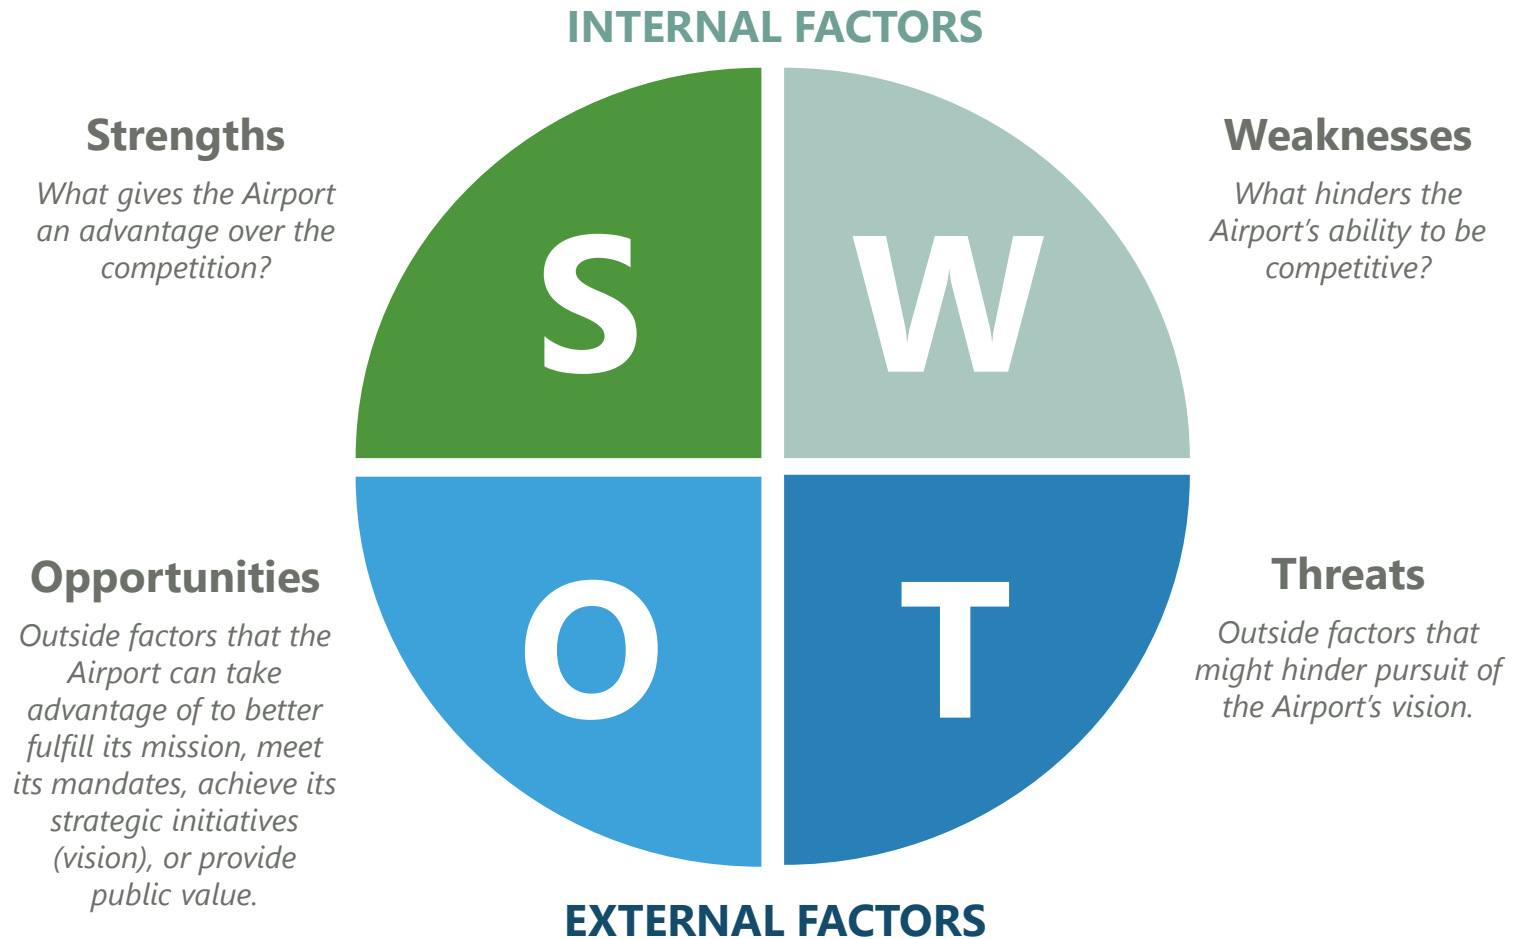 INTERNAL FACTORS
Strengths
What gives the Airport
an advantage over the
competition?
S
W
Weaknesses
What hinders the
Airport’s ability to be
competitive?
Opportunities
Outside factors that the
Airport can take
advantage of to better
fulfill its mission, meet
its mandates, achieve its
strategic initiatives
(vision), or provide
public value.
O
T
Threats
Outside factors that
might hinder pursuit of
the Airport’s vision.
EXTERNAL FACTORS